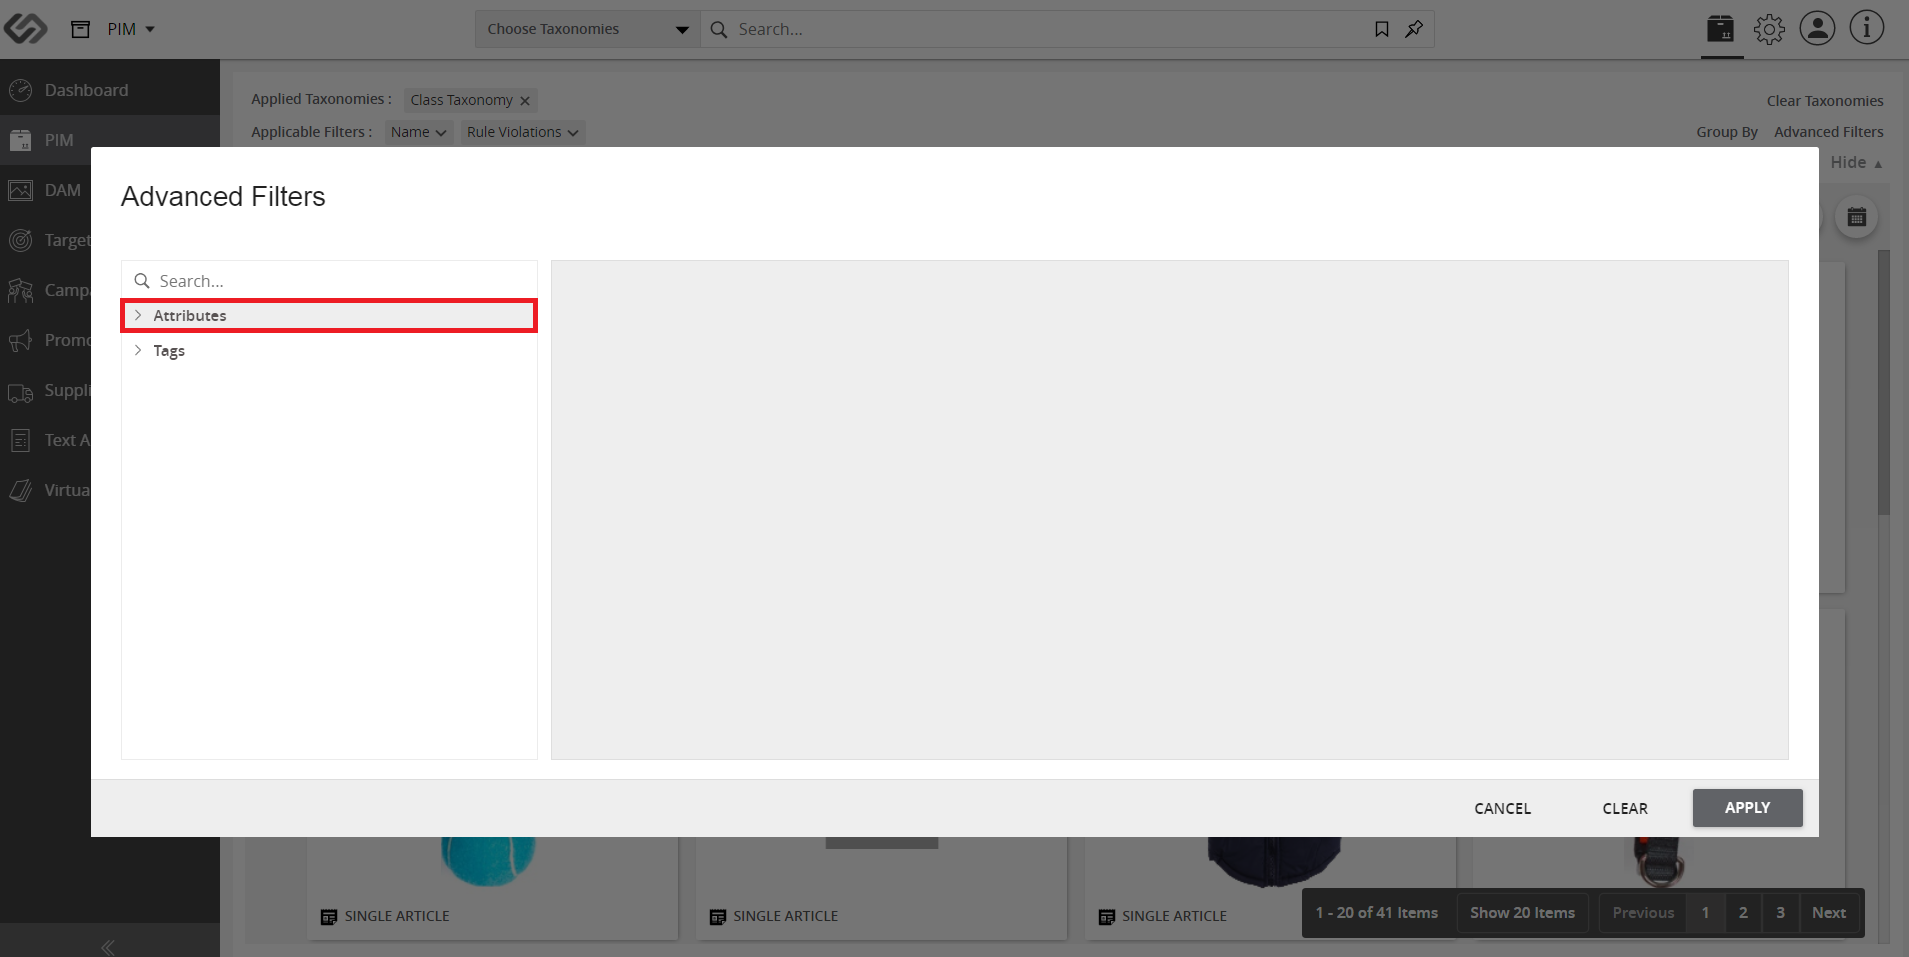 PIM
Choose Taxonomies
Search...
Dashboard
PIM
DAM
Target
Campa
Promo
Suppli
Text A
Virtua
Applied Taxonomies : Class Taxonomy
Clear Taxonomies
Applicable Filters : Name Rule Violations
Group By Advanced Filters
Hide
Advanced Filters
Search...
Attributes
Tags
CANCEL CLEAR APPLY
SINGLE ARTICLE SINGLE ARTICLE SINGLE ARTICLE
1 - 20 of 41 Items Show 20 Items Previous 1 2 3 Next